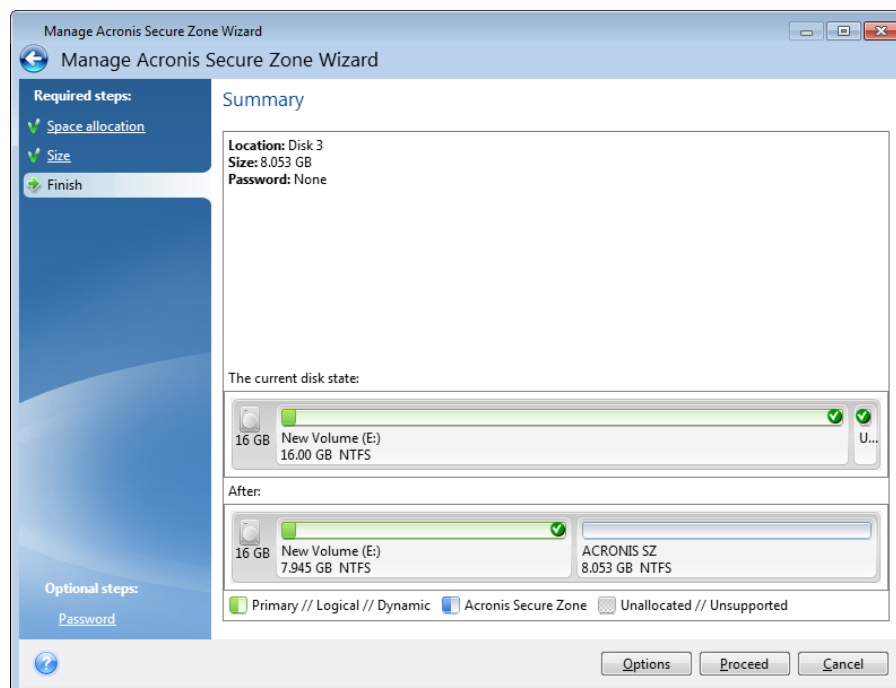 Manage Acronis Secure Zone Wizard
Manage Acronis Secure Zone Wizard
Required steps:
Space allocation
Size
Finish
Optional steps:
Password
Summary
Location: Disk 3
Size: 8.053 GB
Password: None
The current disk state:
16 GB
New Volume (E:)
16.00 GB NTFS
U...
After:
16 GB
New Volume (E:)
7.945 GB NTFS
ACRONIS SZ
8.053 GB NTFS
Primary // Logical // Dynamic Acronis Secure Zone Unallocated // Unsupported
? Options Proceed Cancel